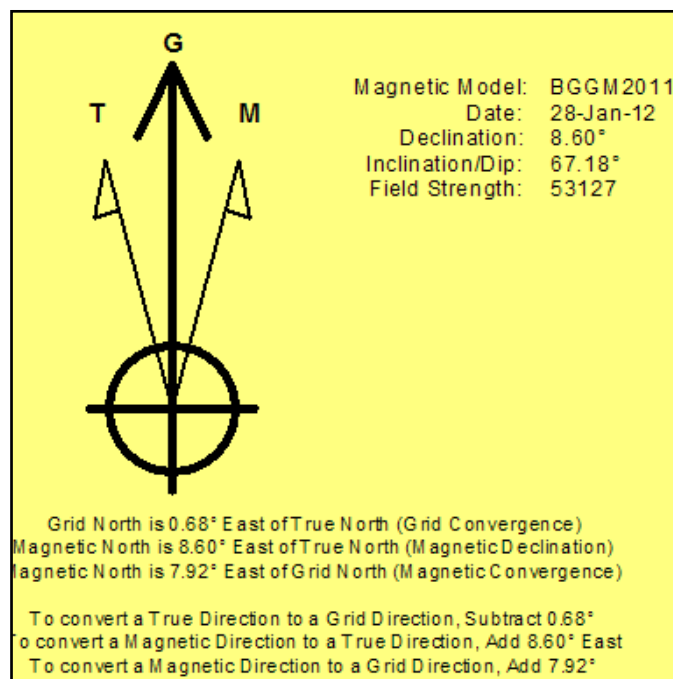 G
T M
Magnetic Model: BGGM2011
Date: 28-Jan-12
Declination: 8.60°
Inclination/Dip: 67.18°
Field Strength: 53127
Grid North is 0.68° East of True North (Grid Convergence)
Magnetic North is 8.60° East of True North (Magnetic Declination)
Magnetic North is 7.92° East of Grid North (Magnetic Convergence)
To convert a True Direction to a Grid Direction, Subtract 0.68°
To convert a Magnetic Direction to a True Direction, Add 8.60° East
To convert a Magnetic Direction to a Grid Direction, Add 7.92°